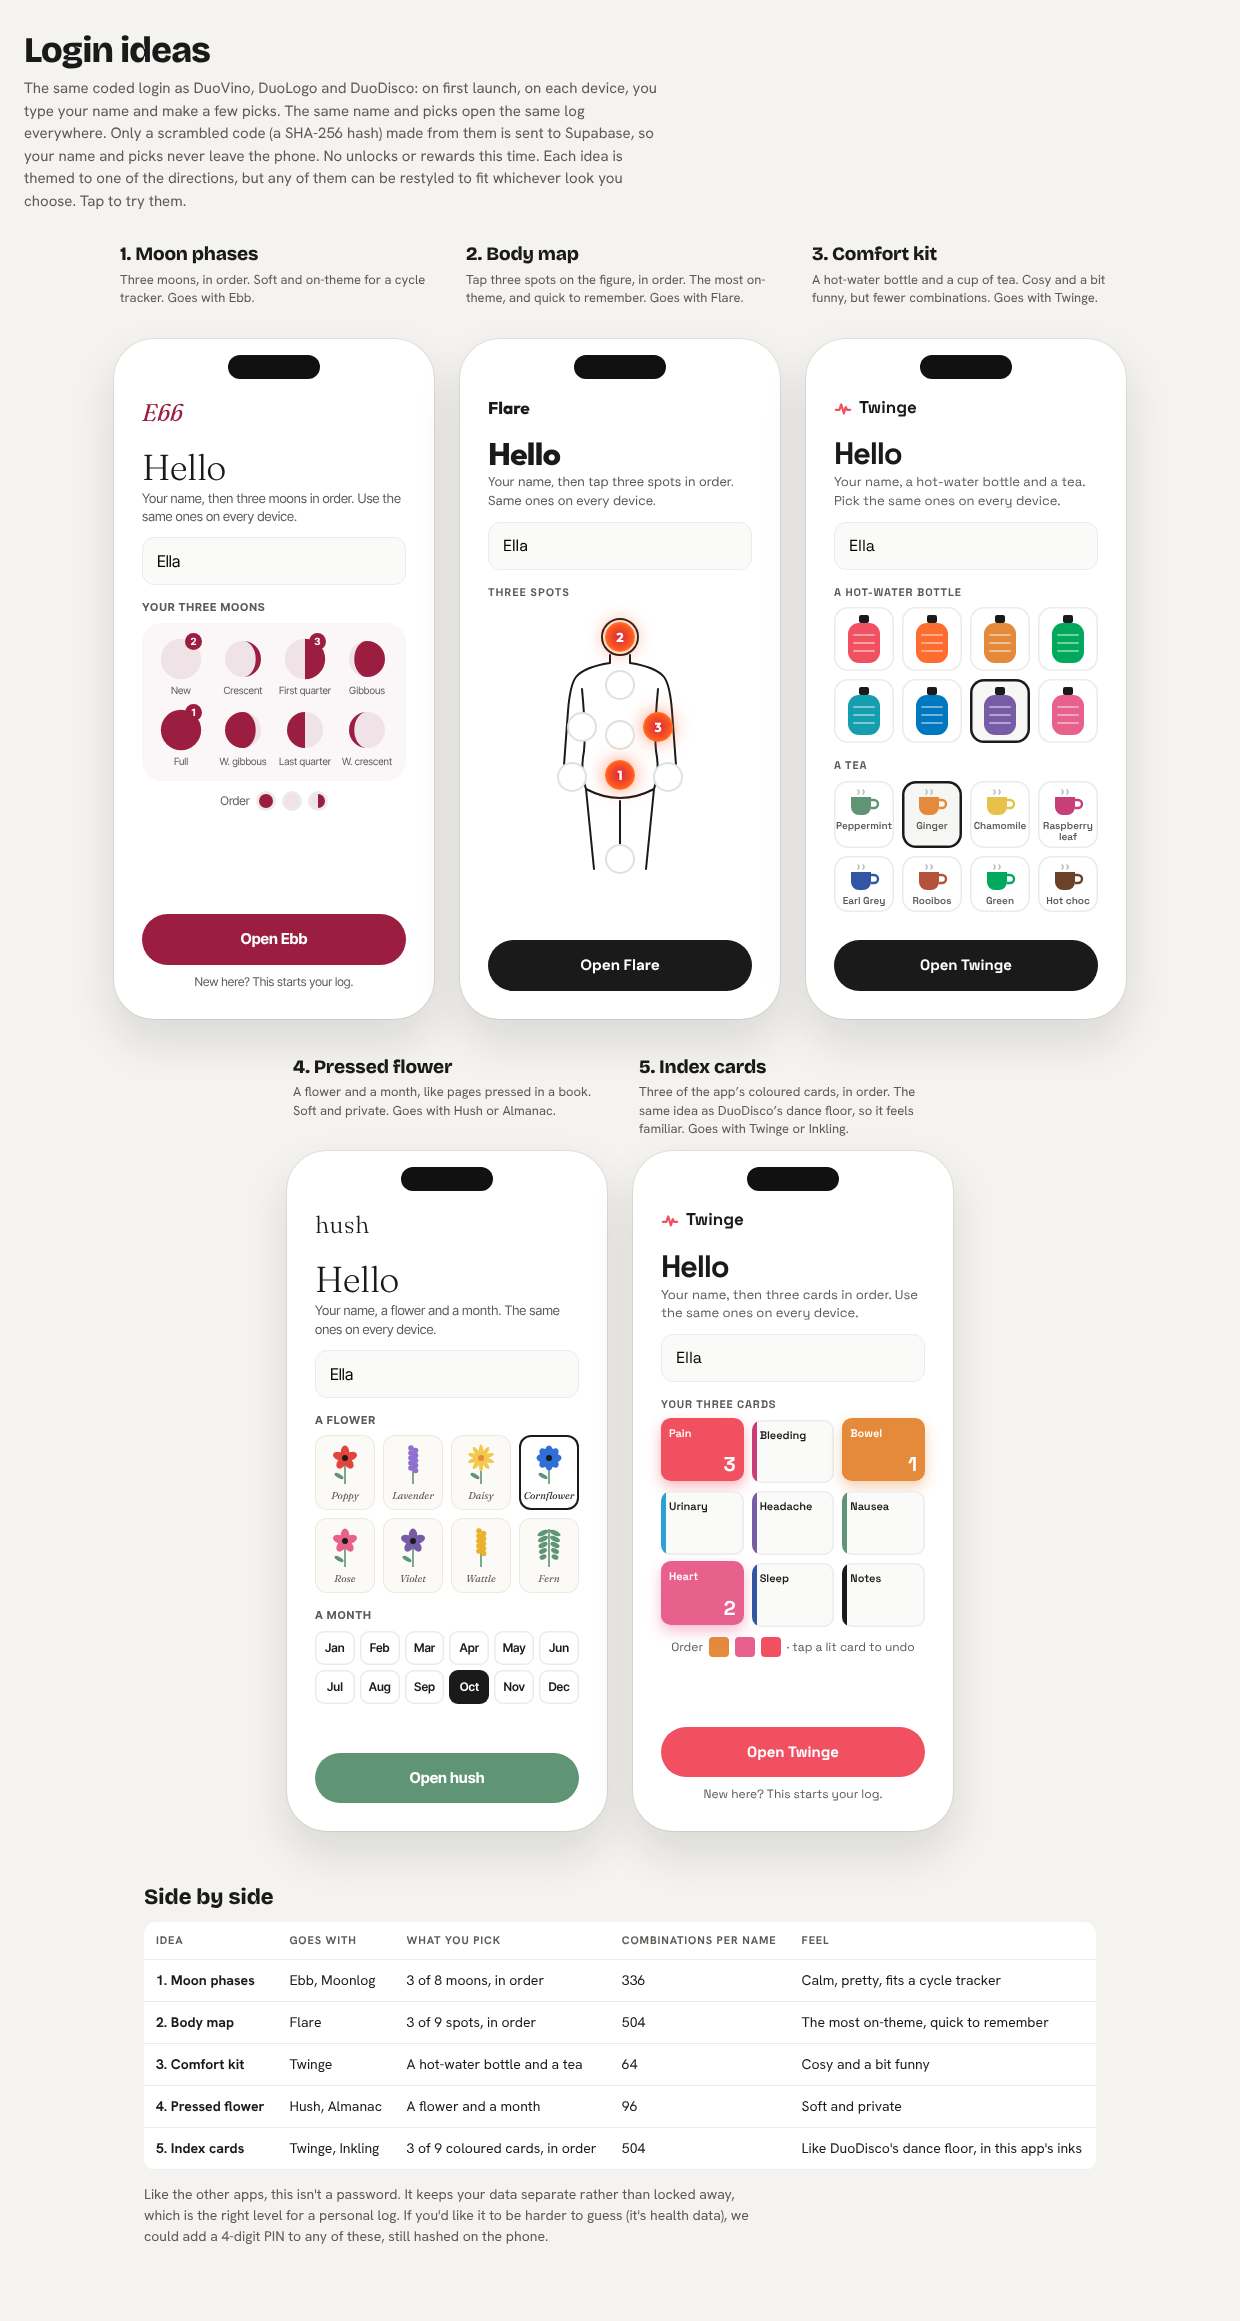 Login ideas
The same coded login as DuoVino, DuoLogo and DuoDisco: on first launch, on each device, you
type your name and make a few picks. The same name and picks open the same log
everywhere. Only a scrambled code (a SHA-256 hash) made from them is sent to Supabase, so
your name and picks never leave the phone. No unlocks or rewards this time. Each idea is
themed to one of the directions, but any of them can be restyled to fit whichever look you
choose. Tap to try them.
1. Moon phases
Three moons, in order. Soft and on-theme for a cycle
tracker. Goes with Ebb.
Ebb
Hello
Your name, then three moons in order. Use the
same ones on every device.
Ella
YOUR THREE MOONS
2 3
New Crescent First quarter Gibbous
1
Full W. gibbous Last quarter W. crescent
Order
Open Ebb
New here? This starts your log.
2. Body map
Tap three spots on the figure, in order. The most on-
theme, and quick to remember. Goes with Flare.
Flare
Hello
Your name, then tap three spots in order.
Same ones on every device.
Ella
THREE SPOTS
2
3
1
Open Flare
3. Comfort kit
A hot-water bottle and a cup of tea. Cosy and a bit
funny, but fewer combinations. Goes with Twinge.
Twinge
Hello
Your name, a hot-water bottle and a tea.
Pick the same ones on every device.
Ella
A HOT-WATER BOTTLE
A TEA
Peppermint Ginger Chamomile Raspberry
leaf
Earl Grey Rooibos Green Hot choc
Open Twinge
4. Pressed flower
A flower and a month, like pages pressed in a book.
Soft and private. Goes with Hush or Almanac.
hush
Hello
Your name, a flower and a month. The same
ones on every device.
Ella
A FLOWER
Poppy Lavender Daisy Cornflower
Rose Violet Wattle Fern
A MONTH
Jan Feb Mar Apr May Jun
Jul Aug Sep Oct Nov Dec
Open hush
5. Index cards
Three of the app’s coloured cards, in order. The
same idea as DuoDisco’s dance floor, so it feels
familiar. Goes with Twinge or Inkling.
Twinge
Hello
Your name, then three cards in order. Use
the same ones on every device.
Ella
YOUR THREE CARDS
Pain Bleeding Bowel
3 1
Urinary Headache Nausea
Heart Sleep Notes
2
Order · tap a lit card to undo
Open Twinge
New here? This starts your log.
Side by side
IDEA GOES WITH WHAT YOU PICK COMBINATIONS PER NAME FEEL
1. Moon phases Ebb, Moonlog 3 of 8 moons, in order 336 Calm, pretty, fits a cycle tracker
2. Body map Flare 3 of 9 spots, in order 504 The most on-theme, quick to remember
3. Comfort kit Twinge A hot-water bottle and a tea 64 Cosy and a bit funny
4. Pressed flower Hush, Almanac A flower and a month 96 Soft and private
5. Index cards Twinge, Inkling 3 of 9 coloured cards, in order 504 Like DuoDisco's dance floor, in this app's inks
Like the other apps, this isn't a password. It keeps your data separate rather than locked away,
which is the right level for a personal log. If you'd like it to be harder to guess (it's health data), we
could add a 4-digit PIN to any of these, still hashed on the phone.